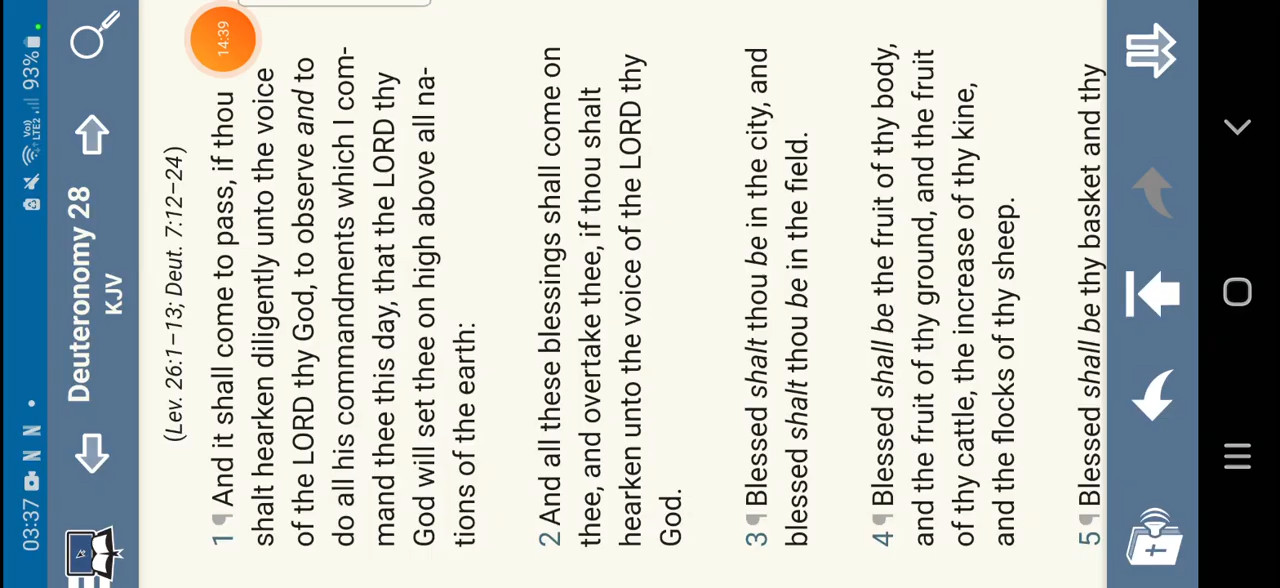 03:37 N N •
Vo)) LTE2 93%
Deuteronomy 28
KJV
14:39
(Lev. 26:1–13; Deut. 7:12–24)
1 ¶ And it shall come to pass, if thou
shalt hearken diligently unto the voice
of the LORD thy God, to observe and to
do all his commandments which I com-
mand thee this day, that the LORD thy
God will set thee on high above all na-
tions of the earth:
2 And all these blessings shall come on
thee, and overtake thee, if thou shalt
hearken unto the voice of the LORD thy
God.
3 ¶ Blessed shalt thou be in the city, and
blessed shalt thou be in the field.
4 ¶ Blessed shall be the fruit of thy body,
and the fruit of thy ground, and the fruit
of thy cattle, the increase of thy kine,
and the flocks of thy sheep.
5 ¶ Blessed shall be thy basket and thy